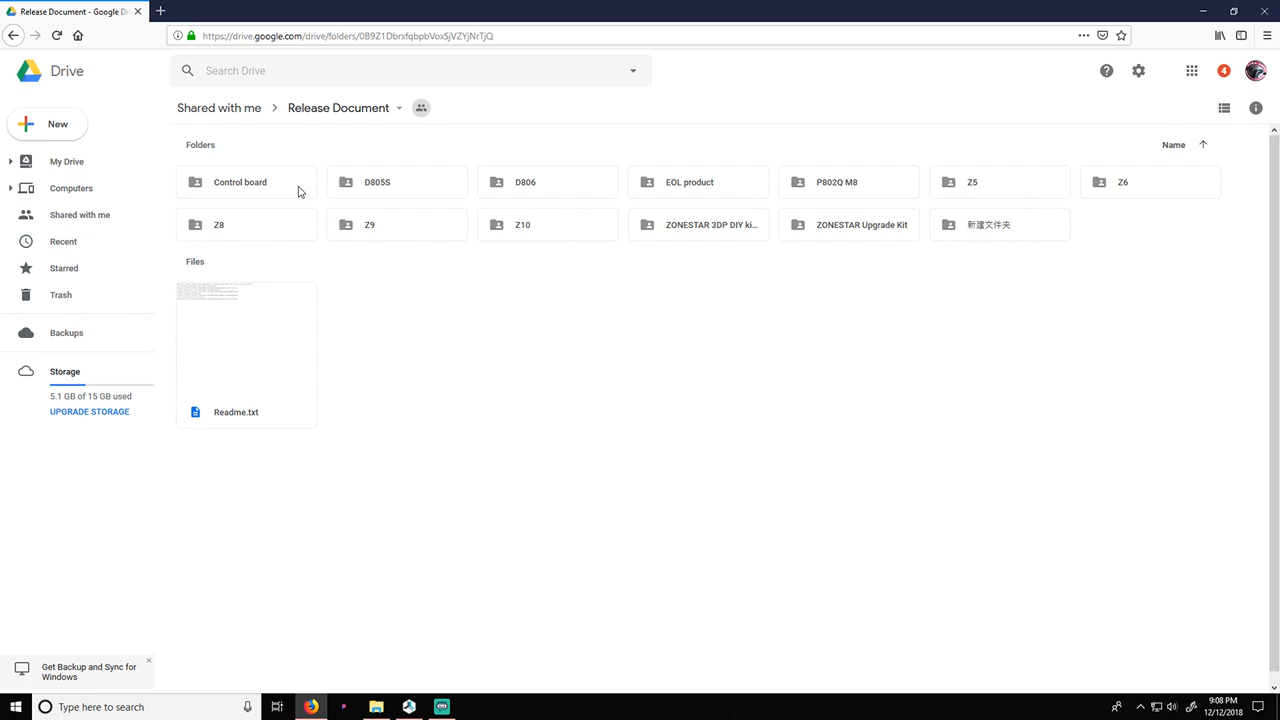 Release Document - Google Dr
https://drive.google.com/drive/folders/0B9Z1DbrxfqbpbVoxSjVZYjNrTjQ
Drive
Search Drive
4
New
Shared with me > Release Document
My Drive
Computers
Shared with me
Recent
Starred
Trash
Backups
Storage
5.1 GB of 15 GB used
UPGRADE STORAGE
Folders
Name
Control board
D805S
D806
EOL product
P802Q M8
Z5
Z6
Z8
Z9
Z10
ZONESTAR 3DP DIY ki...
ZONESTAR Upgrade Kit
新建文件夹
Files
Readme.txt
Get Backup and Sync for
Windows
Type here to search
9:08 PM
12/12/2018